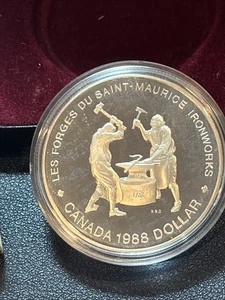 LES FORGES DU SAINT-MAURICE IRONWORKS
CANADA 1988 DOLLAR